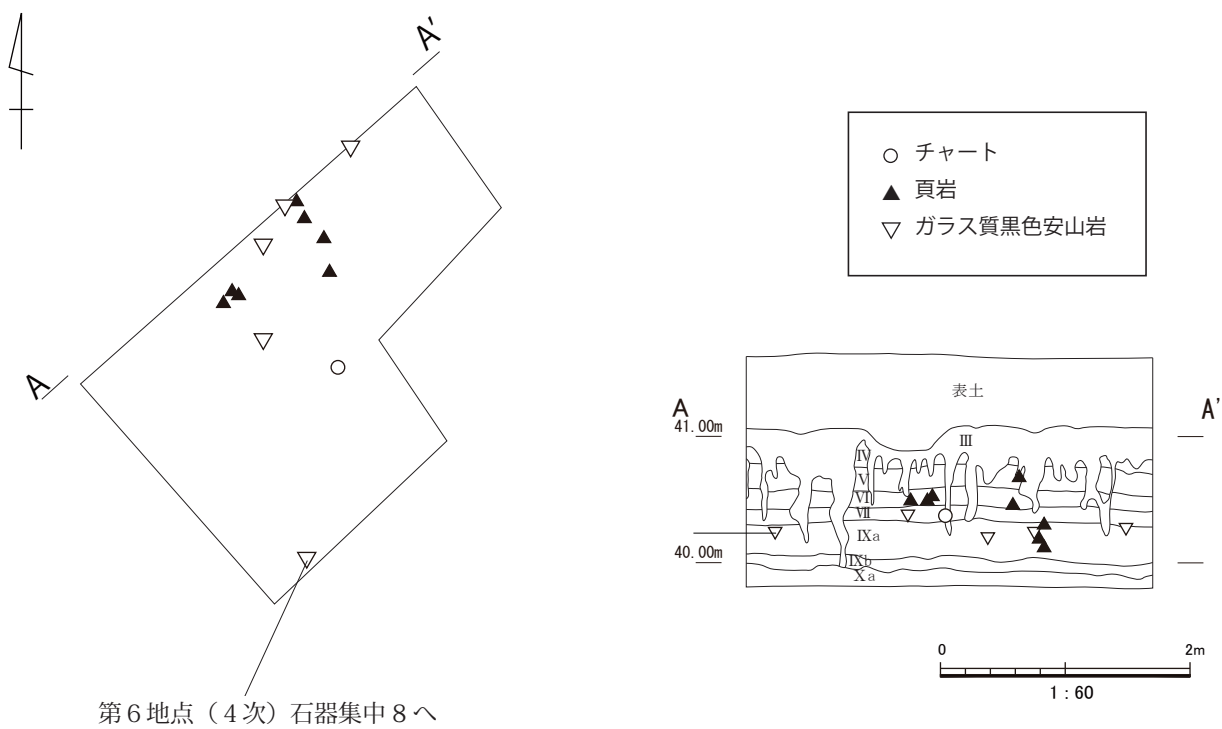 A'
A
第6地点（4次）石器集中8へ
チャート
頁岩
ガラス質黒色安山岩
表土
A
A'
41.00m
Ⅲ
Ⅳ
Ⅴ
Ⅵ
Ⅶ
Ⅸa
40.00m
Ⅸb
Ⅹa
0 2m
1：60